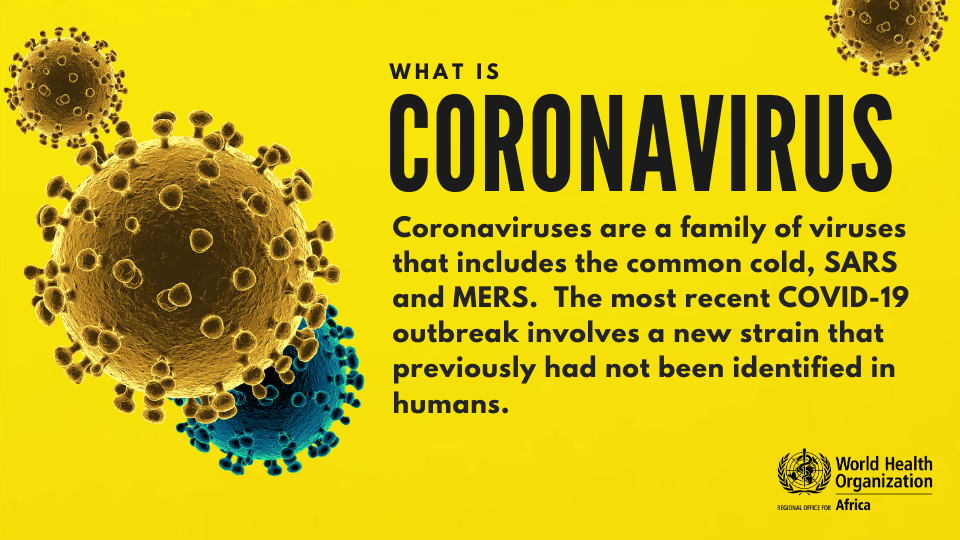 WHAT IS
CORONAVIRUS
Coronaviruses are a family of viruses
that includes the common cold, SARS
and MERS.  The most recent COVID-19
outbreak involves a new strain that
previously had not been identified in
humans.
World Health
Organization
REGIONAL OFFICE FOR Africa